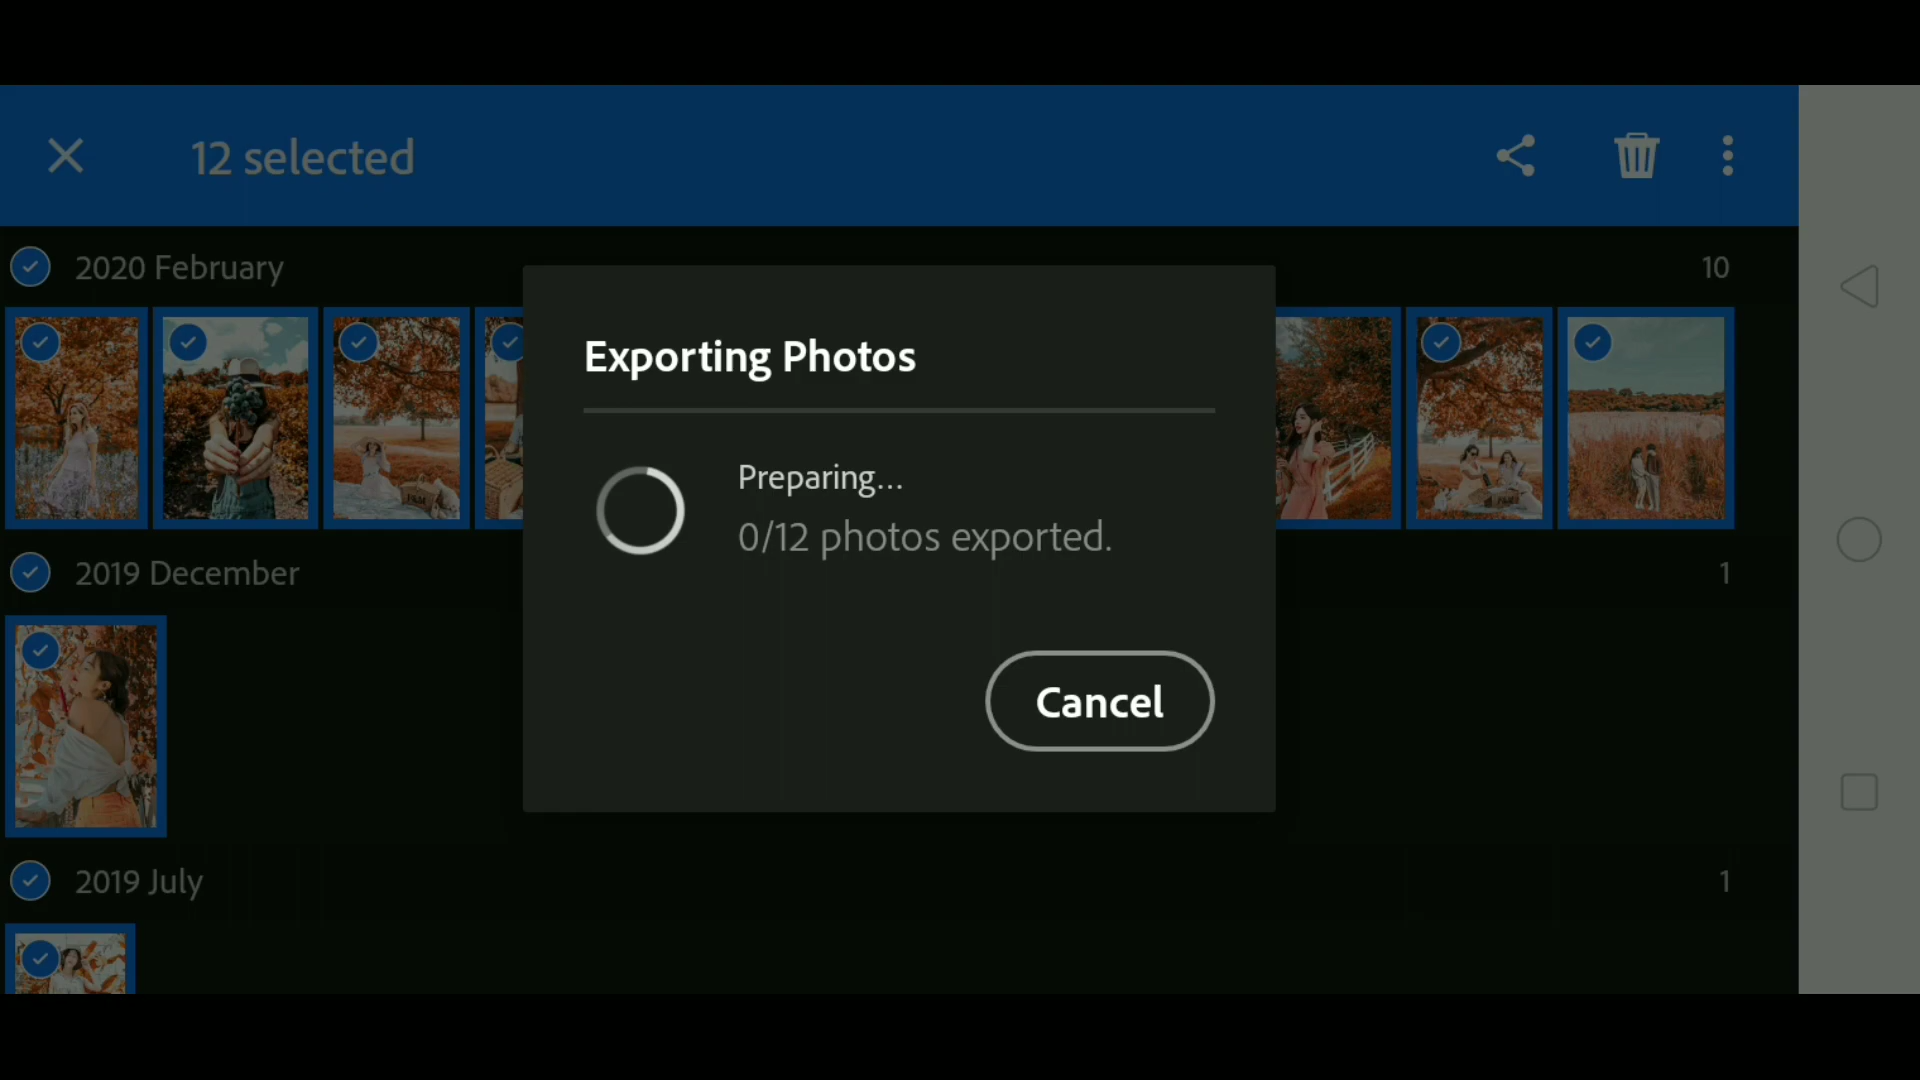 12 selected
2020 February
10
Exporting Photos
Preparing...
0/12 photos exported.
2019 December
1
Cancel
2019 July
1